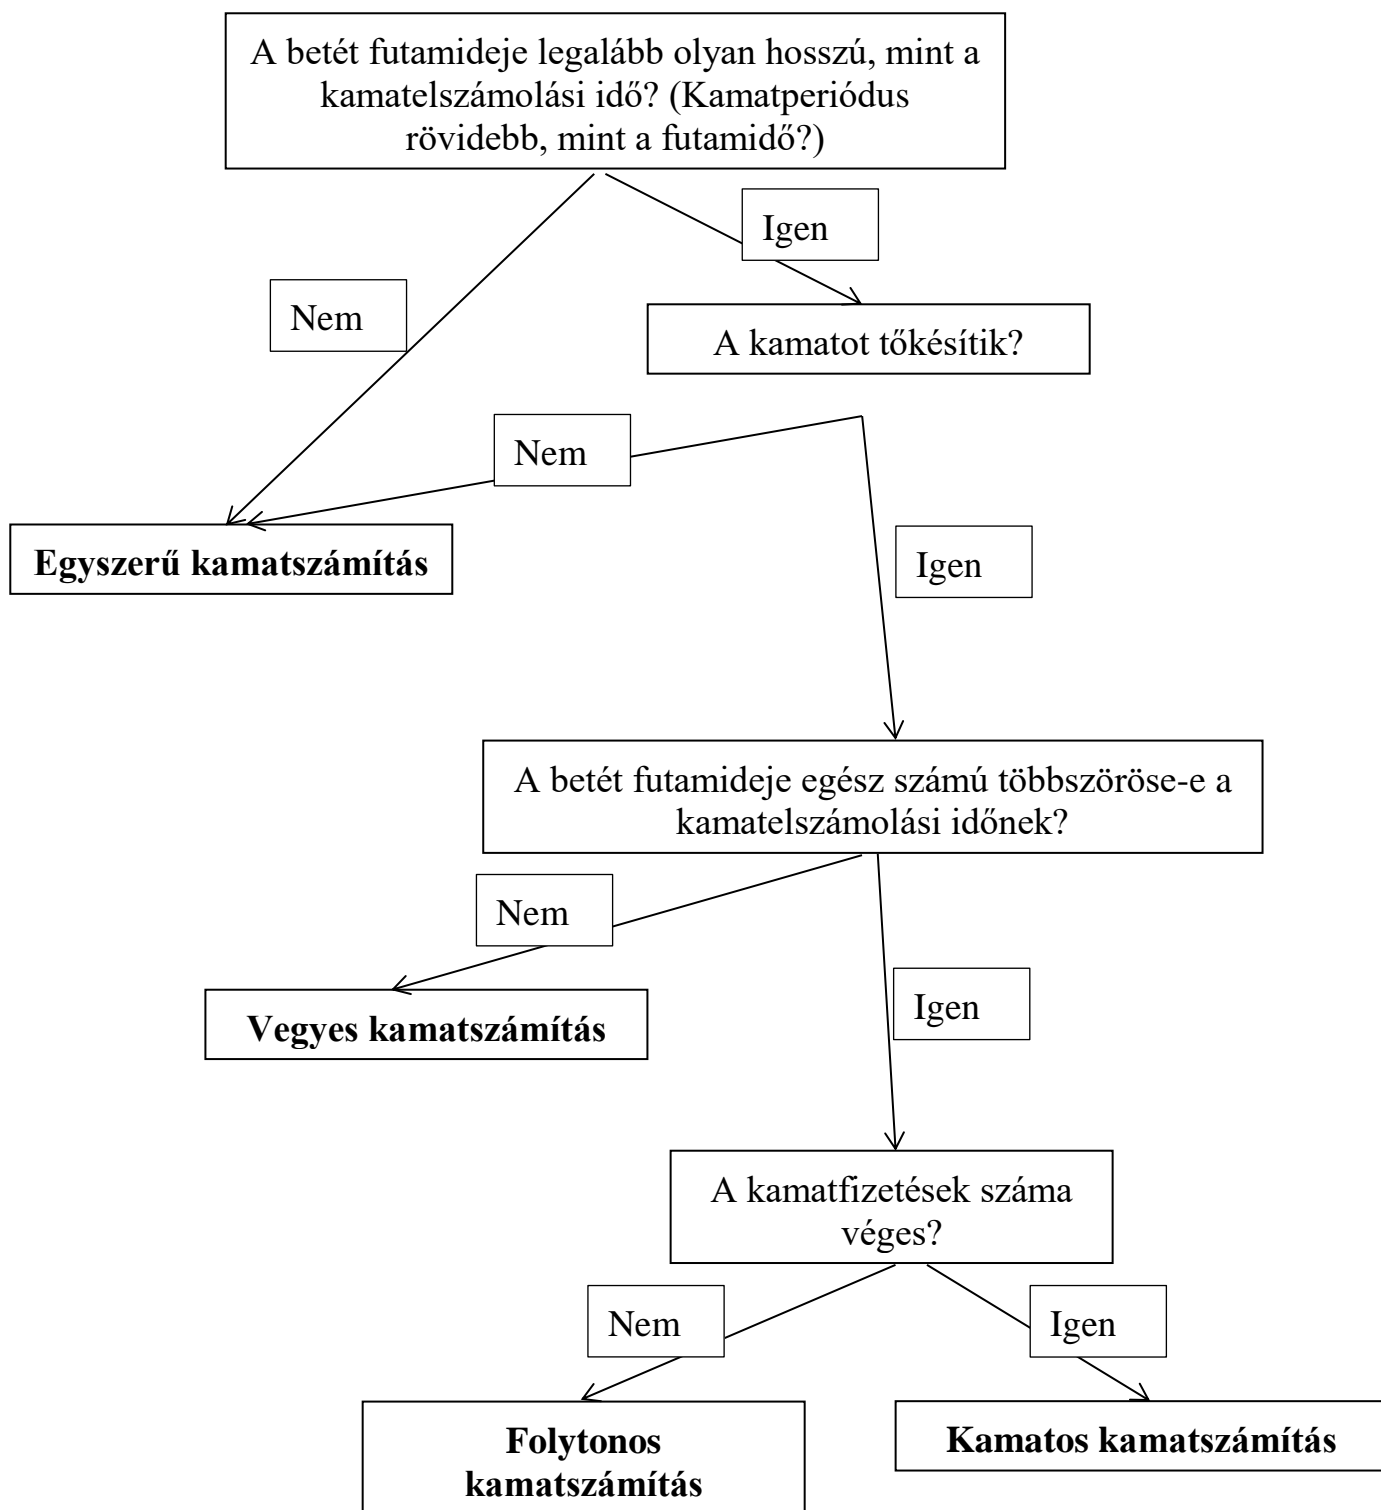 A betét futamideje legalább olyan hosszú, mint a
kamatelszámolási idő? (Kamatperiódus
rövidebb, mint a futamidő?)
Igen
Nem
A kamatot tőkésítik?
Nem
Egyszerű kamatszámítás
Igen
A betét futamideje egész számú többszöröse-e a
kamatelszámolási időnek?
Nem
Igen
Vegyes kamatszámítás
A kamatfizetések száma
véges?
Nem
Igen
Folytonos
kamatszámítás
Kamatos kamatszámítás